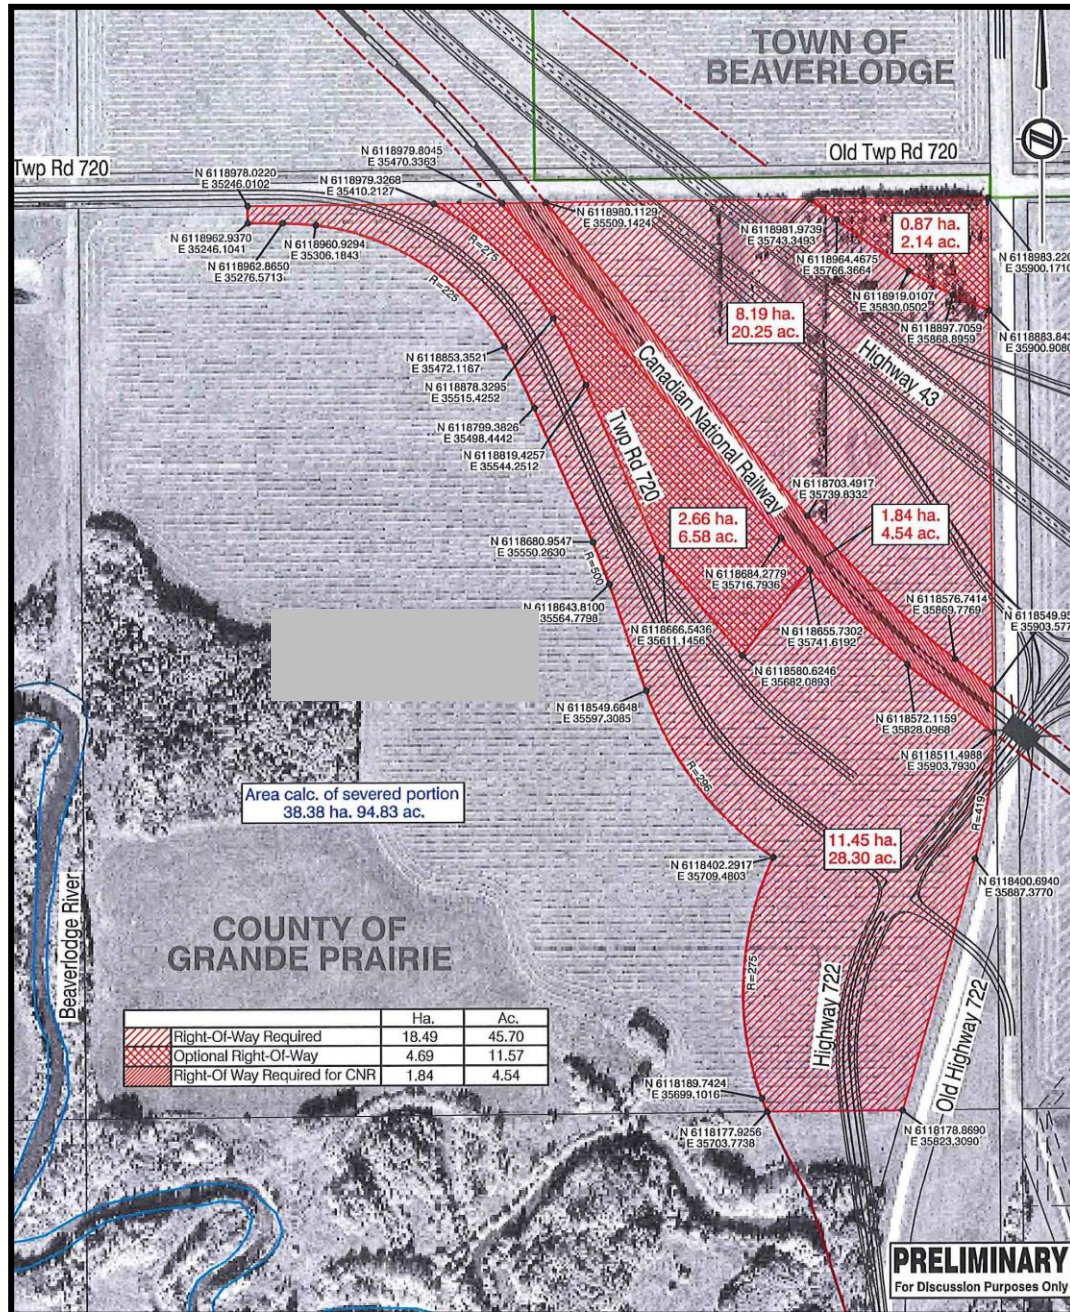 TOWN OF
BEAVERLODGE
Twp Rd 720
Old Twp Rd 720
N 6118979.8045
E 35470.3363
N 6118978.0220
E 35246.0102
N 6118979.3268
E 35410.2127
N 6118980.1129
E 35509.1424
N 6118981.9739
E 35743.3493
0.87 ha.
2.14 ac.
N 6118962.9370
E 35246.1041
N 6118960.9294
E 35306.1843
N 6118962.8650
E 35276.5713
R=275
R=225
N 6118964.4675
E 35766.3664
N 6118983.220
E 35900.1710
N 6118919.0107
E 35830.0502
8.19 ha.
20.25 ac.
N 6118897.7059
E 35868.8959
N 6118883.843
E 35900.9080
Highway 43
N 6118853.3521
E 35472.1167
N 6118878.3295
E 35515.4252
Canadian National Railway
N 6118799.3826
E 35498.4442
N 6118819.4257
E 35544.2512
Twp Rd 720
N 6118703.4917
E 35739.8332
2.66 ha.
6.58 ac.
1.84 ha.
4.54 ac.
N 6118680.9547
E 35550.2630
R=500
N 6118684.2779
E 35716.7936
N 6118643.8100
E 35564.7798
N 6118576.7414
E 35869.7769
N 6118549.95
E 35903.577
N 6118666.5436
E 35611.1456
N 6118655.7302
E 35741.6192
N 6118580.6246
E 35682.0893
N 6118549.6848
E 35597.3085
N 6118572.1159
E 35828.0968
N 6118511.4988
E 35903.7930
R=296
R=419
Area calc. of severed portion
38.38 ha. 94.83 ac.
11.45 ha.
28.30 ac.
N 6118402.2917
E 35709.4803
N 6118400.6940
E 35887.3770
Beaverlodge River
COUNTY OF
GRANDE PRAIRIE
R=275
Highway 722
Old Highway 722
Ha. Ac.
Right-Of-Way Required 18.49 45.70
Optional Right-Of-Way 4.69 11.57
Right-Of Way Required for CNR 1.84 4.54
N 6118189.7424
E 35699.1016
N 6118177.9256
E 35703.7738
N 6118178.8690
E 35823.3090
PRELIMINARY
For Discussion Purposes Only